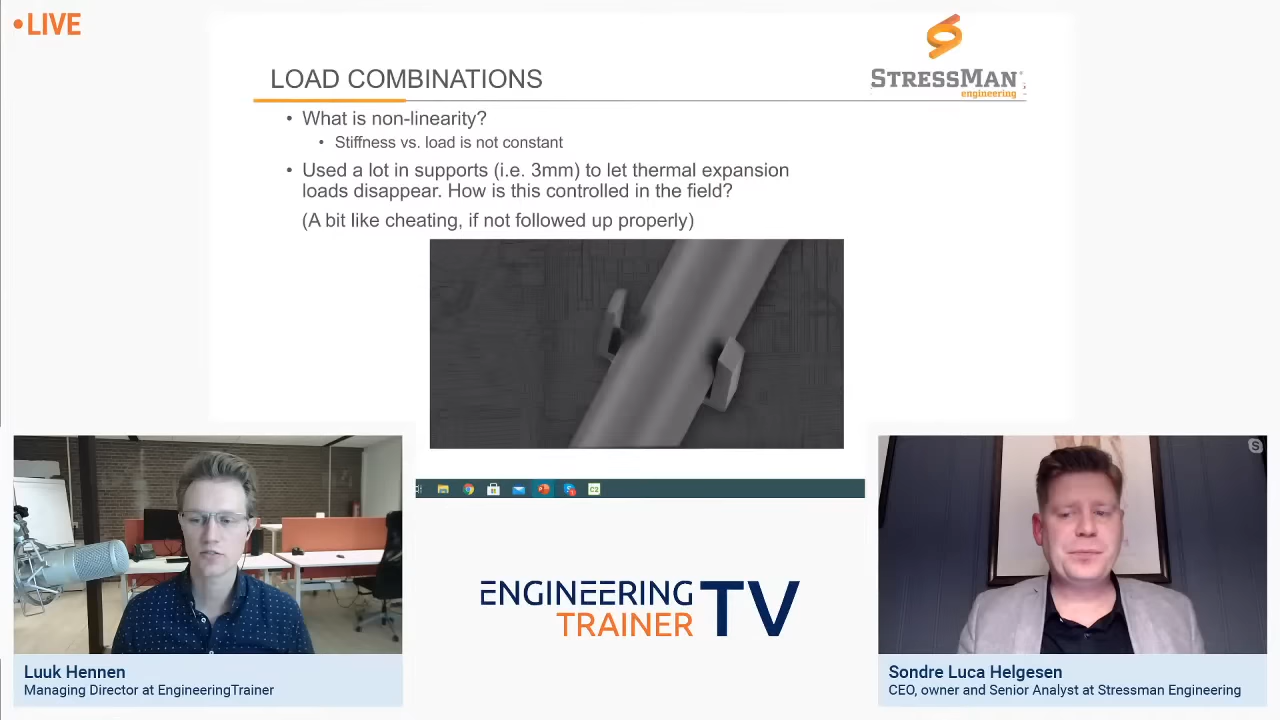 •LIVE
LOAD COMBINATIONS
STRESSMAN
engineering
• What is non-linearity?
• Stiffness vs. load is not constant
• Used a lot in supports (i.e. 3mm) to let thermal expansion
loads disappear. How is this controlled in the field?
(A bit like cheating, if not followed up properly)
C2
ENGINEERING
TRAINER
TV
Luuk Hennen
Managing Director at EngineeringTrainer
Sondre Luca Helgesen
CEO, owner and Senior Analyst at Stressman Engineering